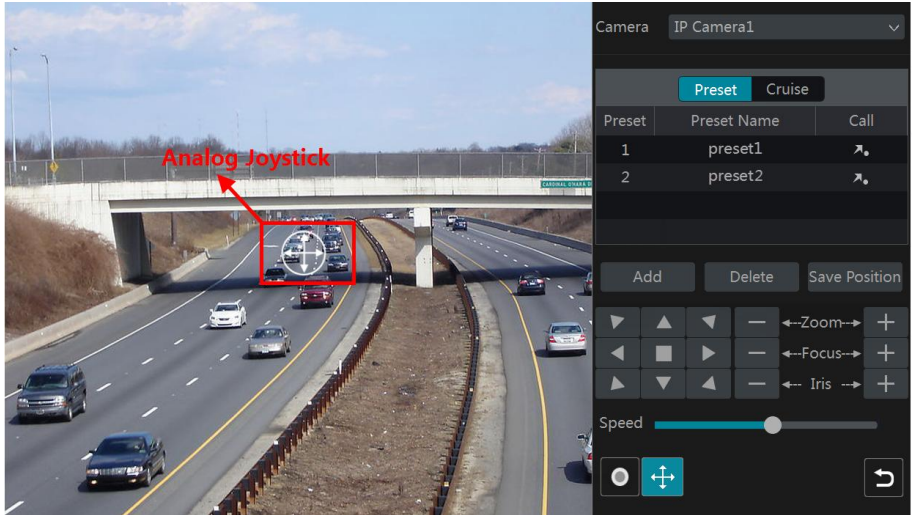 Camera IP Camera1
Preset Cruise
Preset Preset Name Call
1 preset1
2 preset2
Analog Joystick
Add Delete Save Position
Zoom
Focus
Iris
Speed